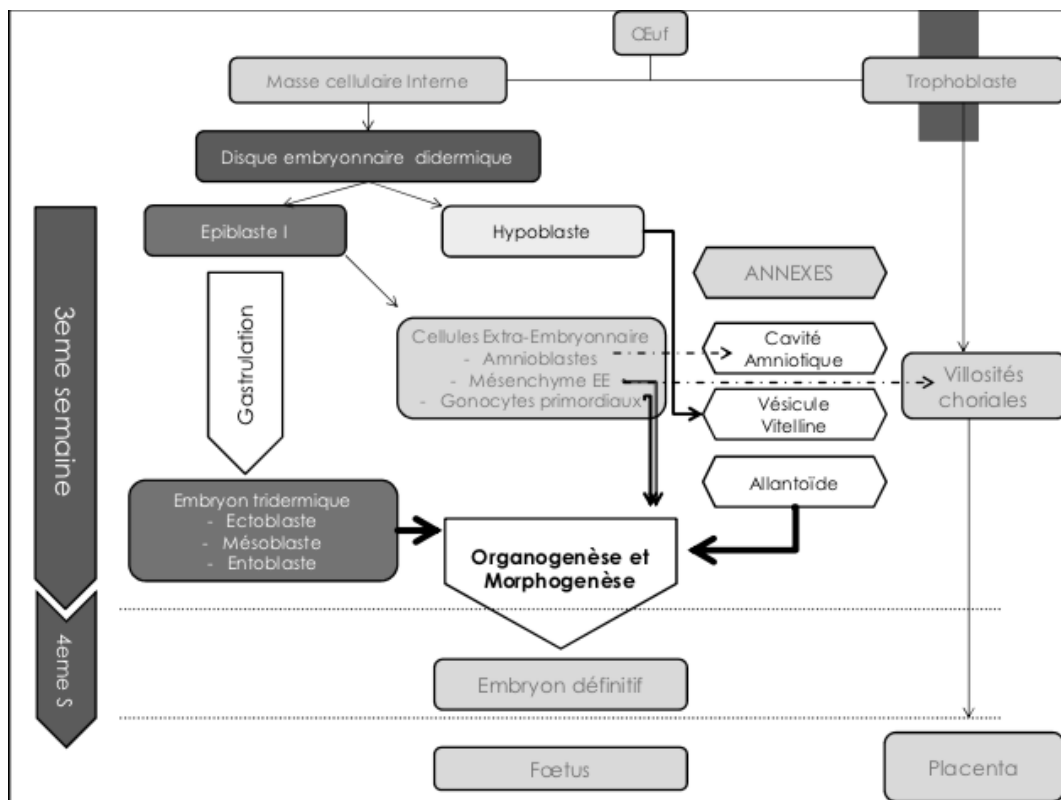 Œuf
Masse cellulaire Interne
Trophoblaste
Disque embryonnaire didermique
Epiblaste I
Hypoblaste
ANNEXES
3eme semaine
Gastrulation
Cellules Extra-Embryonnaire
- Amnioblastes
- Mésenchyme EE
- Gonocytes primordiaux
Cavité
Amniotique
Villosités
choriales
Vésicule
Vitelline
Allantoïde
Embryon tridermique
- Ectoblaste
- Mésoblaste
- Entoblaste
Organogenèse et
Morphogenèse
4eme S
Embryon définitif
Fœtus
Placenta